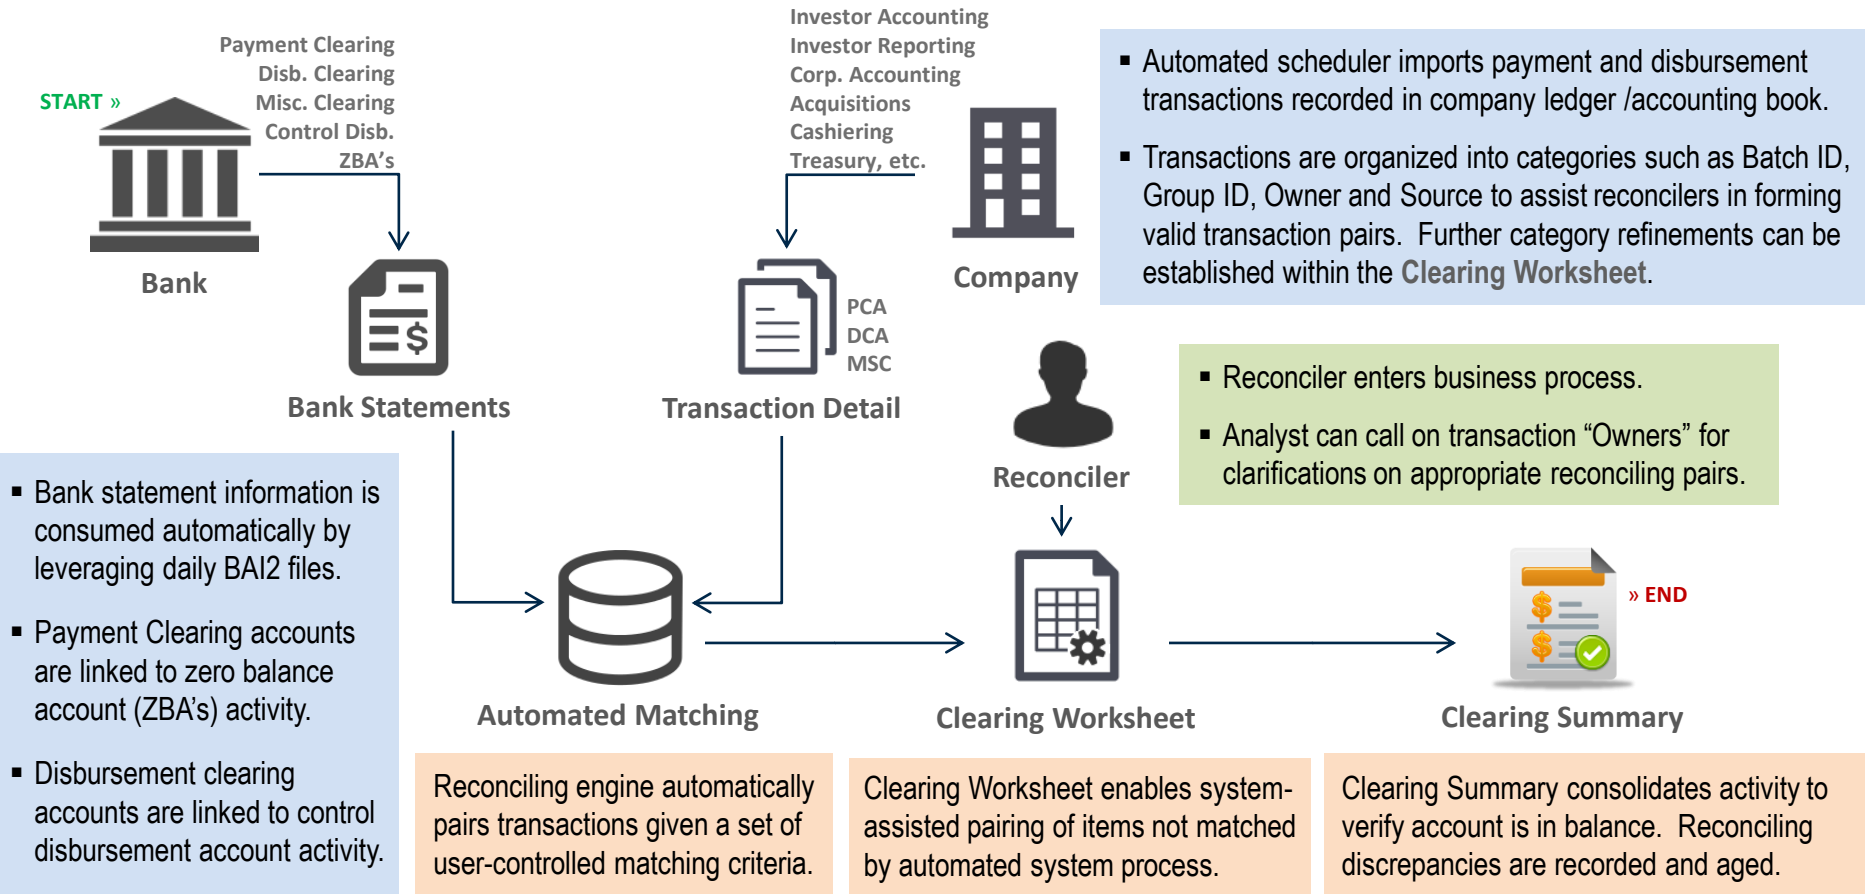 START »
Payment Clearing
Disb. Clearing
Misc. Clearing
Control Disb.
ZBA’s
Bank
Investor Accounting
Investor Reporting
Corp. Accounting
Acquisitions
Cashiering
Treasury, etc.
Company
▪ Automated scheduler imports payment and disbursement
transactions recorded in company ledger /accounting book.
▪ Transactions are organized into categories such as Batch ID,
Group ID, Owner and Source to assist reconcilers in forming
valid transaction pairs.  Further category refinements can be
established within the Clearing Worksheet.
$
Bank Statements
PCA
DCA
MSC
Transaction Detail
Reconciler
▪ Reconciler enters business process.
▪ Analyst can call on transaction “Owners” for
clarifications on appropriate reconciling pairs.
▪ Bank statement information is
consumed automatically by
leveraging daily BAI2 files.
▪ Payment Clearing accounts
are linked to zero balance
account (ZBA’s) activity.
▪ Disbursement clearing
accounts are linked to control
disbursement account activity.
Automated Matching
Clearing Worksheet
$
$
» END
Clearing Summary
Reconciling engine automatically
pairs transactions given a set of
user-controlled matching criteria.
Clearing Worksheet enables system-
assisted pairing of items not matched
by automated system process.
Clearing Summary consolidates activity to
verify account is in balance.  Reconciling
discrepancies are recorded and aged.